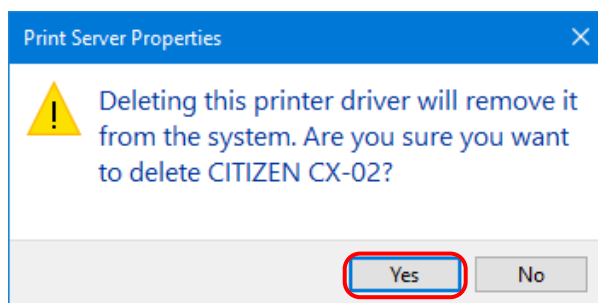 Print Server Properties
Deleting this printer driver will remove it
from the system. Are you sure you want
to delete CITIZEN CX-02?
Yes No